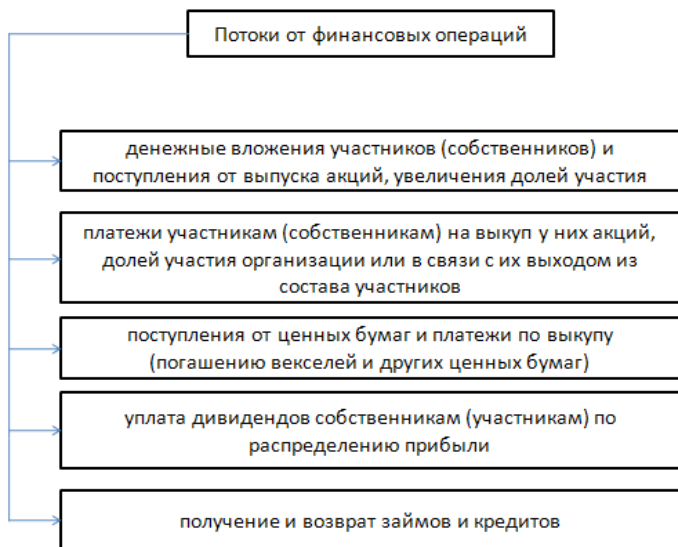 Потоки от финансовых операций
денежные вложения участников (собственников) и
поступления от выпуска акций, увеличения долей участия
платежи участникам (собственникам) на выкуп у них акций,
долей участия организации или в связи с их выходом из
состава участников
поступления от ценных бумаг и платежи по выкупу
(погашению векселей и других ценных бумаг)
уплата дивидендов собственникам (участникам) по
распределению прибыли
получение и возврат займов и кредитов